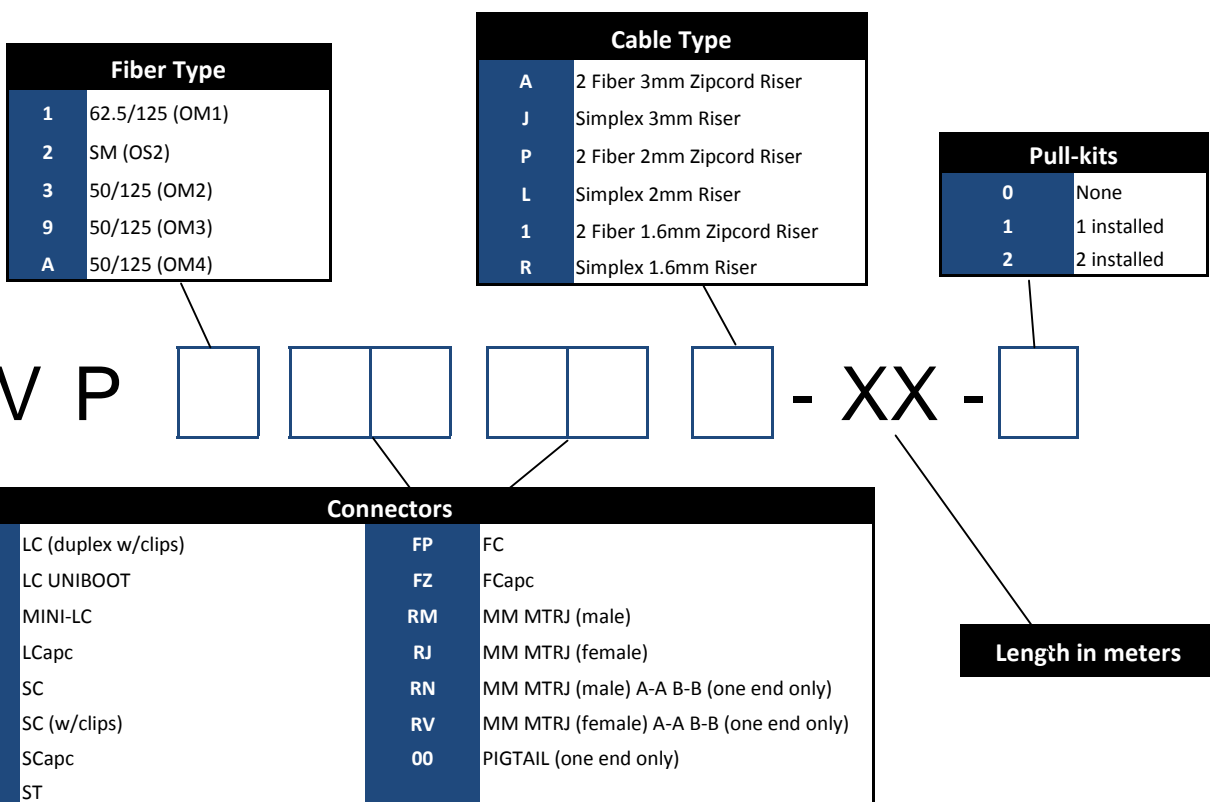 Fiber Type
1 62.5/125 (OM1)
2 SM (OS2)
3 50/125 (OM2)
9 50/125 (OM3)
A 50/125 (OM4)
Cable Type
A 2 Fiber 3mm Zipcord Riser
J Simplex 3mm Riser
P 2 Fiber 2mm Zipcord Riser
L Simplex 2mm Riser
1 2 Fiber 1.6mm Zipcord Riser
R Simplex 1.6mm Riser
Pull-kits
0 None
1 1 installed
2 2 installed
V P - XX -
Connectors
LC (duplex w/clips) FP FC
LC UNIBOOT FZ FCapc
MINI-LC RM MM MTRJ (male)
LCapc RJ MM MTRJ (female)
SC RN MM MTRJ (male) A-A B-B (one end only)
SC (w/clips) RV MM MTRJ (female) A-A B-B (one end only)
SCapc 00 PIGTAIL (one end only)
ST
Length in meters